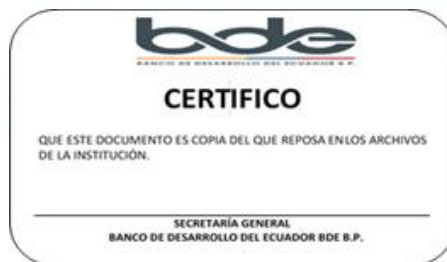 bde
BANCO DE DESARROLLO DEL ECUADOR B.P.
CERTIFICO
QUE ESTE DOCUMENTO ES COPIA DEL QUE REPOSA EN LOS ARCHIVOS
DE LA INSTITUCIÓN.
SECRETARÍA GENERAL
BANCO DE DESARROLLO DEL ECUADOR BDE B.P.